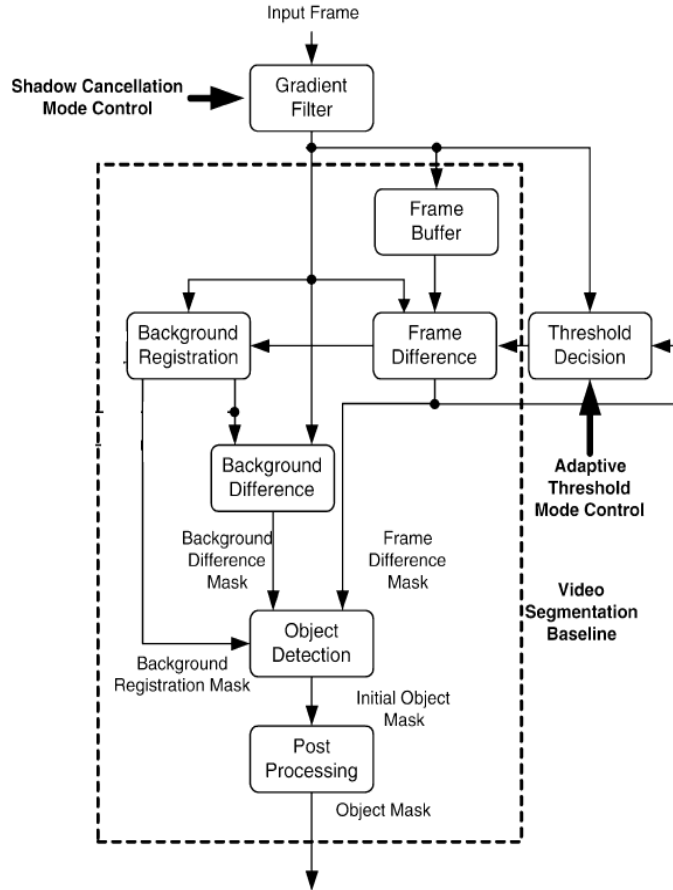 Input Frame
Shadow Cancellation
Mode Control
Gradient
Filter
Frame
Buffer
Background
Registration
Frame
Difference
Threshold
Decision
Background
Difference
Adaptive
Threshold
Mode Control
Background
Difference
Mask
Frame
Difference
Mask
Video
Segmentation
Baseline
Object
Detection
Background
Registration Mask
Initial Object
Mask
Post
Processing
Object Mask